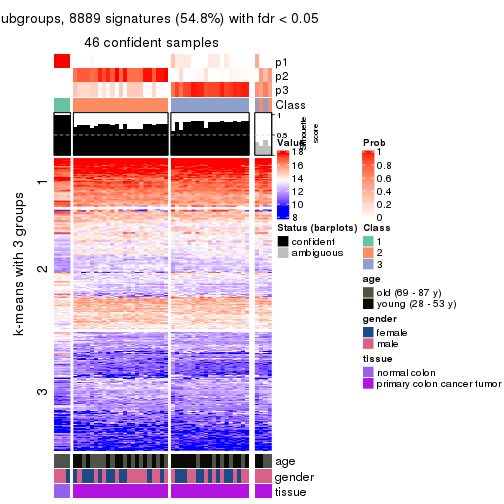 ubgroups, 8889 signatures (54.8%) with fdr < 0.05
46 confident samples
p1
p2
p3
Class
1
0.5
silhouette
score
k-means with 3 groups
1
2
3
Value
18
16
14
12
10
8
Prob
1
0.8
0.6
0.4
0.2
0
Status (barplots)
confident
ambiguous
Class
1
2
3
age
old (69 - 87 y)
young (28 - 53 y)
gender
female
male
tissue
normal colon
primary colon cancer tumor
age
gender
tissue